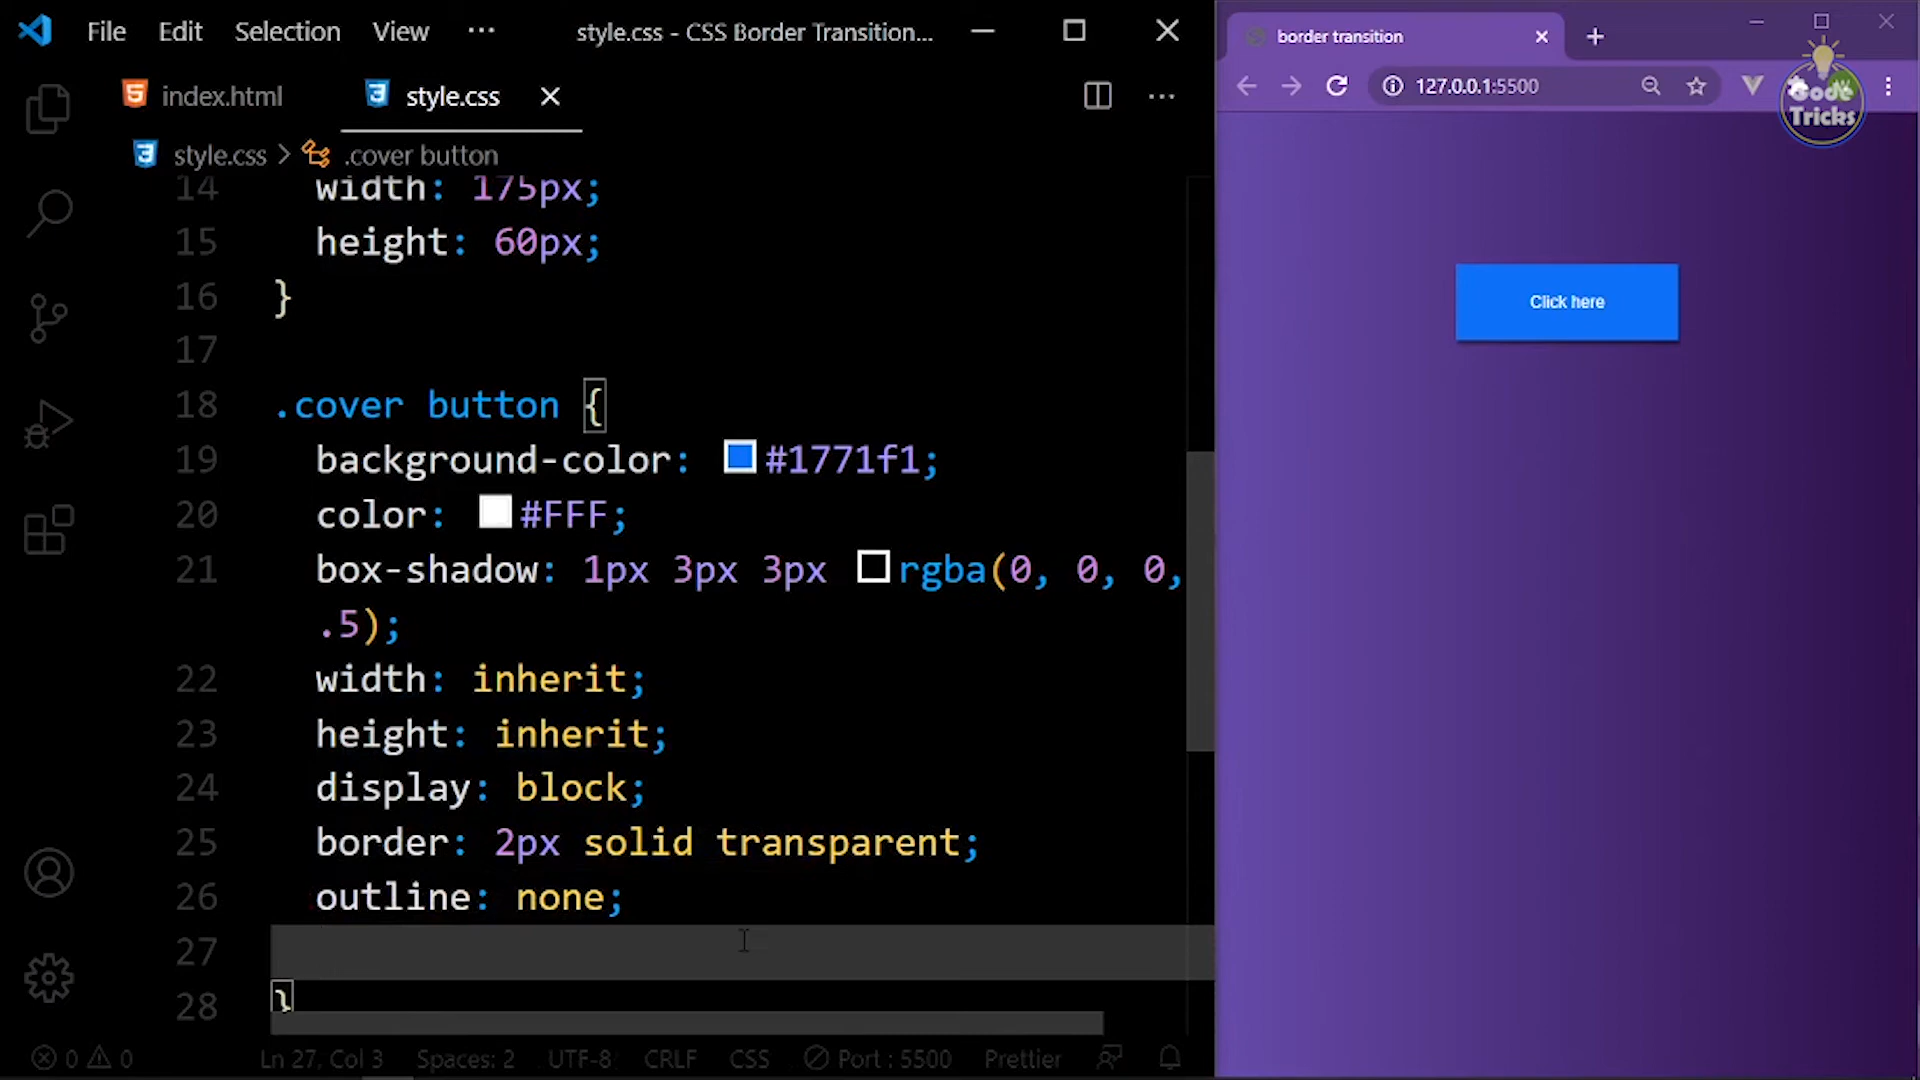 File Edit Selection View ··· style.css - CSS Border Transition...
index.html style.css
style.css > .cover button
14 width: 175px;
15 height: 60px;
16 }
17
18 .cover button {
19 background-color: #1771f1;
20 color: #FFF;
21 box-shadow: 1px 3px 3px rgba(0, 0, 0,
.5);
22 width: inherit;
23 height: inherit;
24 display: block;
25 border: 2px solid transparent;
26 outline: none;
27
28 }
0 0 Ln 27, Col 3 Spaces: 2 UTF-8 CRLF CSS Port : 5500 Prettier
border transition
127.0.0.1:5500
Code
Tricks
Click here